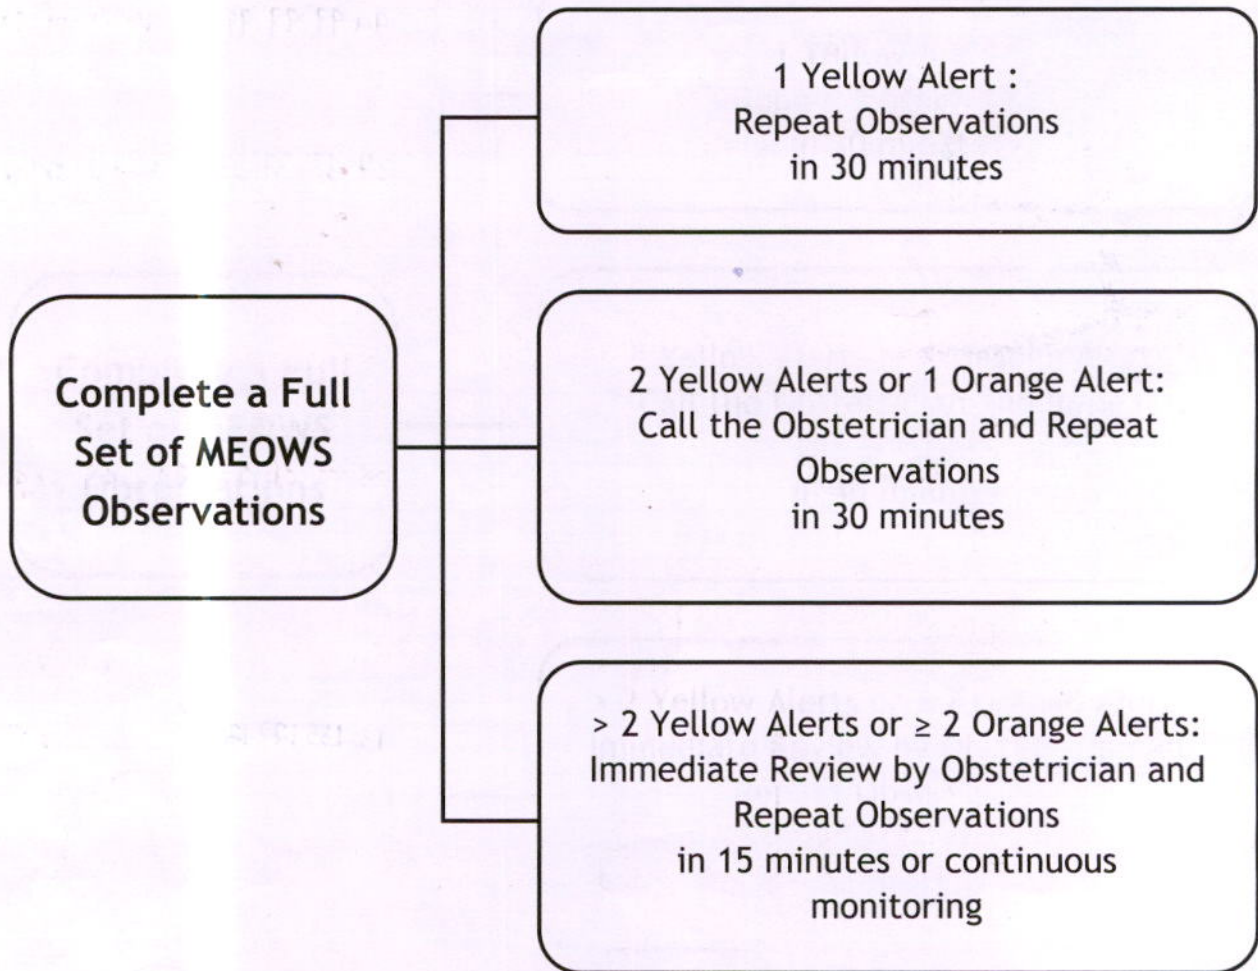 1 Yellow Alert :
Repeat Observations
in 30 minutes
Complete a Full
Set of MEOWS
Observations
2 Yellow Alerts or 1 Orange Alert:
Call the Obstetrician and Repeat
Observations
in 30 minutes
> 2 Yellow Alerts or ≥ 2 Orange Alerts:
Immediate Review by Obstetrician and
Repeat Observations
in 15 minutes or continuous
monitoring